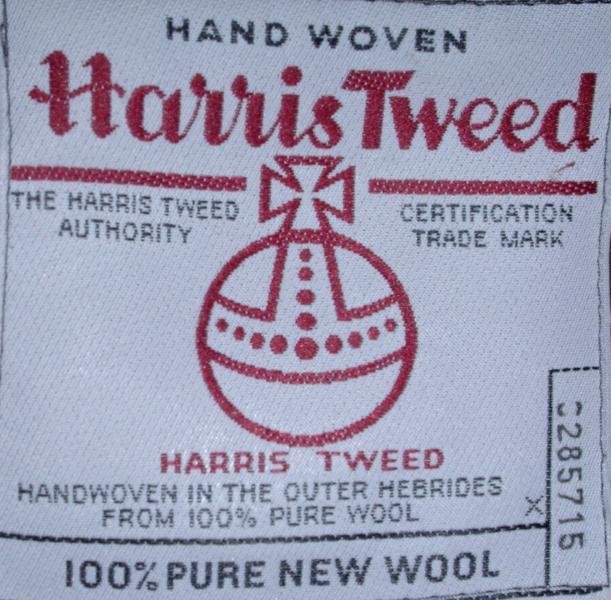 HAND WOVEN
Harris Tweed
THE HARRIS TWEED
AUTHORITY
CERTIFICATION
TRADE MARK
HARRIS TWEED
HANDWOVEN IN THE OUTER HEBRIDES
FROM 100% PURE WOOL
X
100% PURE NEW WOOL